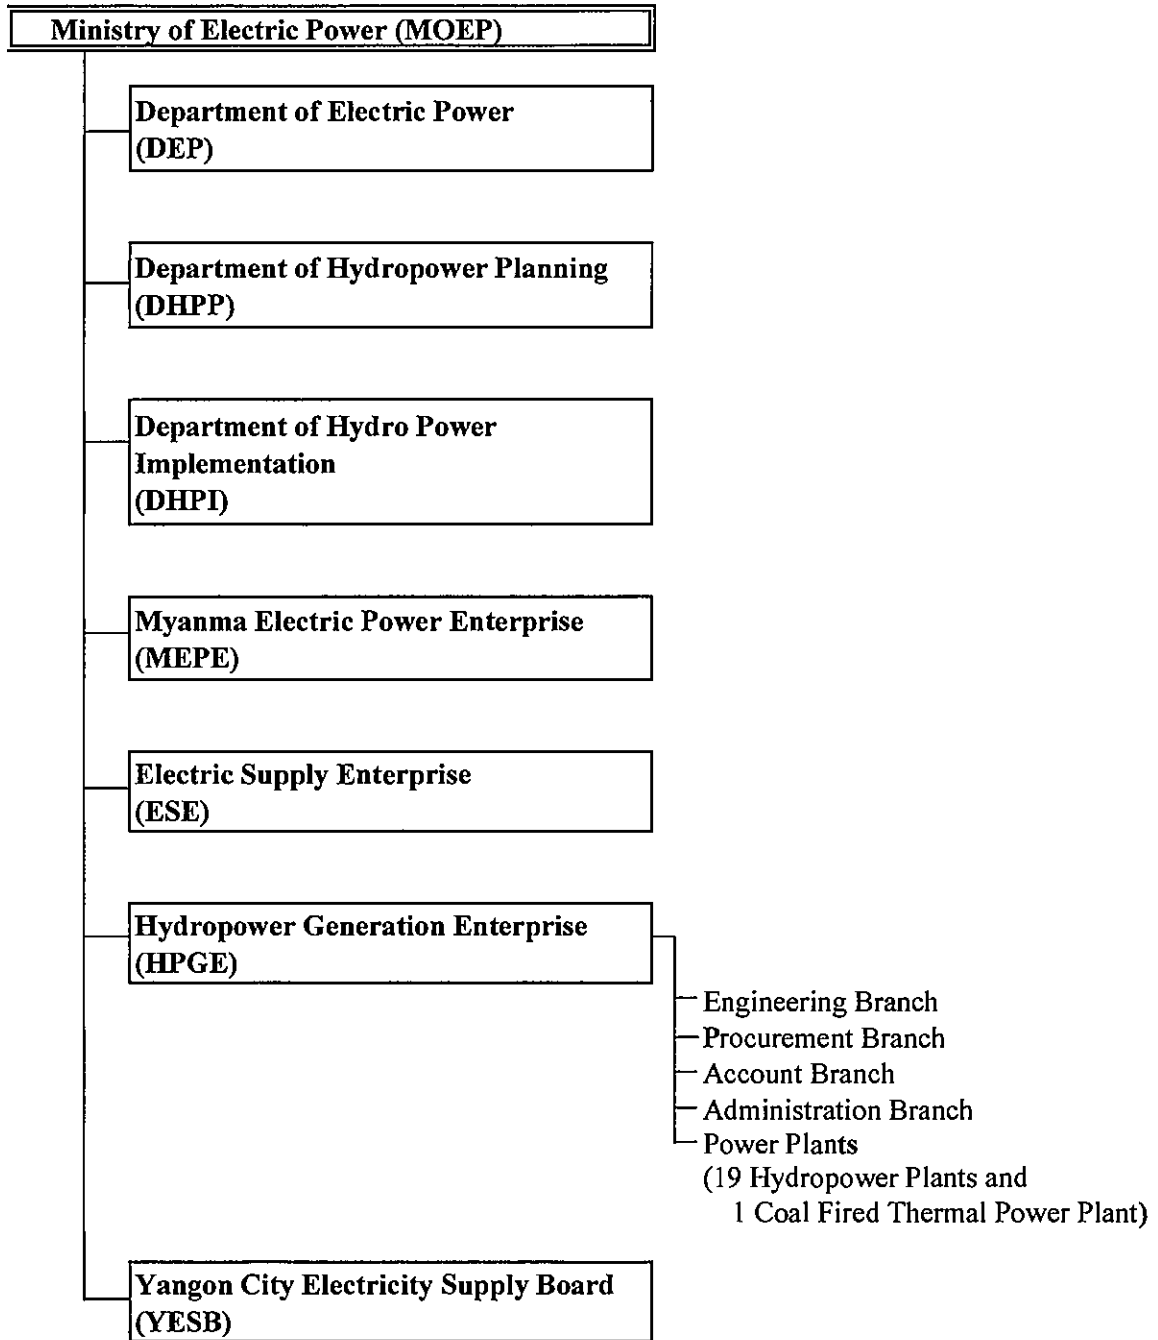 Ministry of Electric Power (MOEP)
Department of Electric Power
(DEP)
Department of Hydropower Planning
(DHPP)
Department of Hydro Power
Implementation
(DHPI)
Myanma Electric Power Enterprise
(MEPE)
Electric Supply Enterprise
(ESE)
Hydropower Generation Enterprise
(HPGE)
Engineering Branch
Procurement Branch
Account Branch
Administration Branch
Power Plants
(19 Hydropower Plants and
1 Coal Fired Thermal Power Plant)
Yangon City Electricity Supply Board
(YESB)